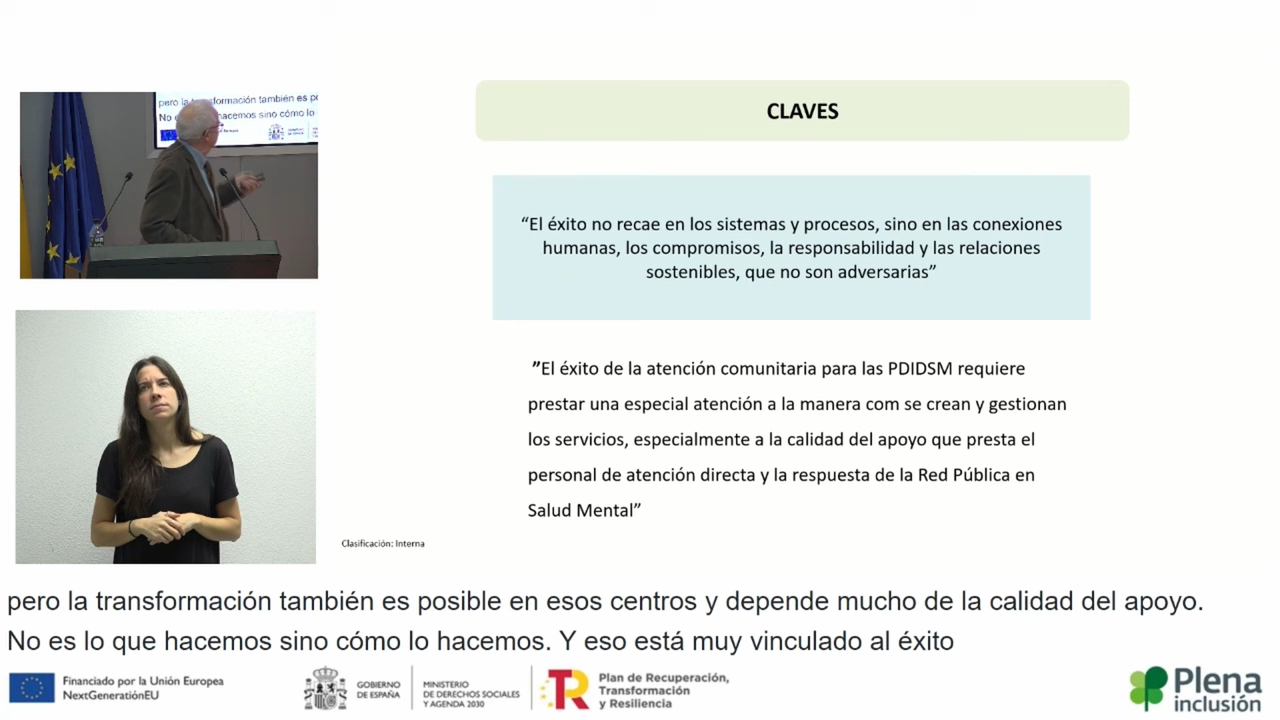 pero la transformación también es po
No es lo que hacemos sino cómo lo
CLAVES
“El éxito no recae en los sistemas y procesos, sino en las conexiones
humanas, los compromisos, la responsabilidad y las relaciones
sostenibles, que no son adversarias”
”El éxito de la atención comunitaria para las PDIDSM requiere
prestar una especial atención a la manera com se crean y gestionan
los servicios, especialmente a la calidad del apoyo que presta el
personal de atención directa y la respuesta de la Red Pública en
Salud Mental”
Clasificación: Interna
pero la transformación también es posible en esos centros y depende mucho de la calidad del apoyo.
No es lo que hacemos sino cómo lo hacemos. Y eso está muy vinculado al éxito
Financiado por la Unión Europea
NextGenerationEU
GOBIERNO
DE ESPAÑA
MINISTERIO
DE DERECHOS SOCIALES
Y AGENDA 2030
Plan de Recuperación,
Transformación
y Resiliencia
Plena
inclusión